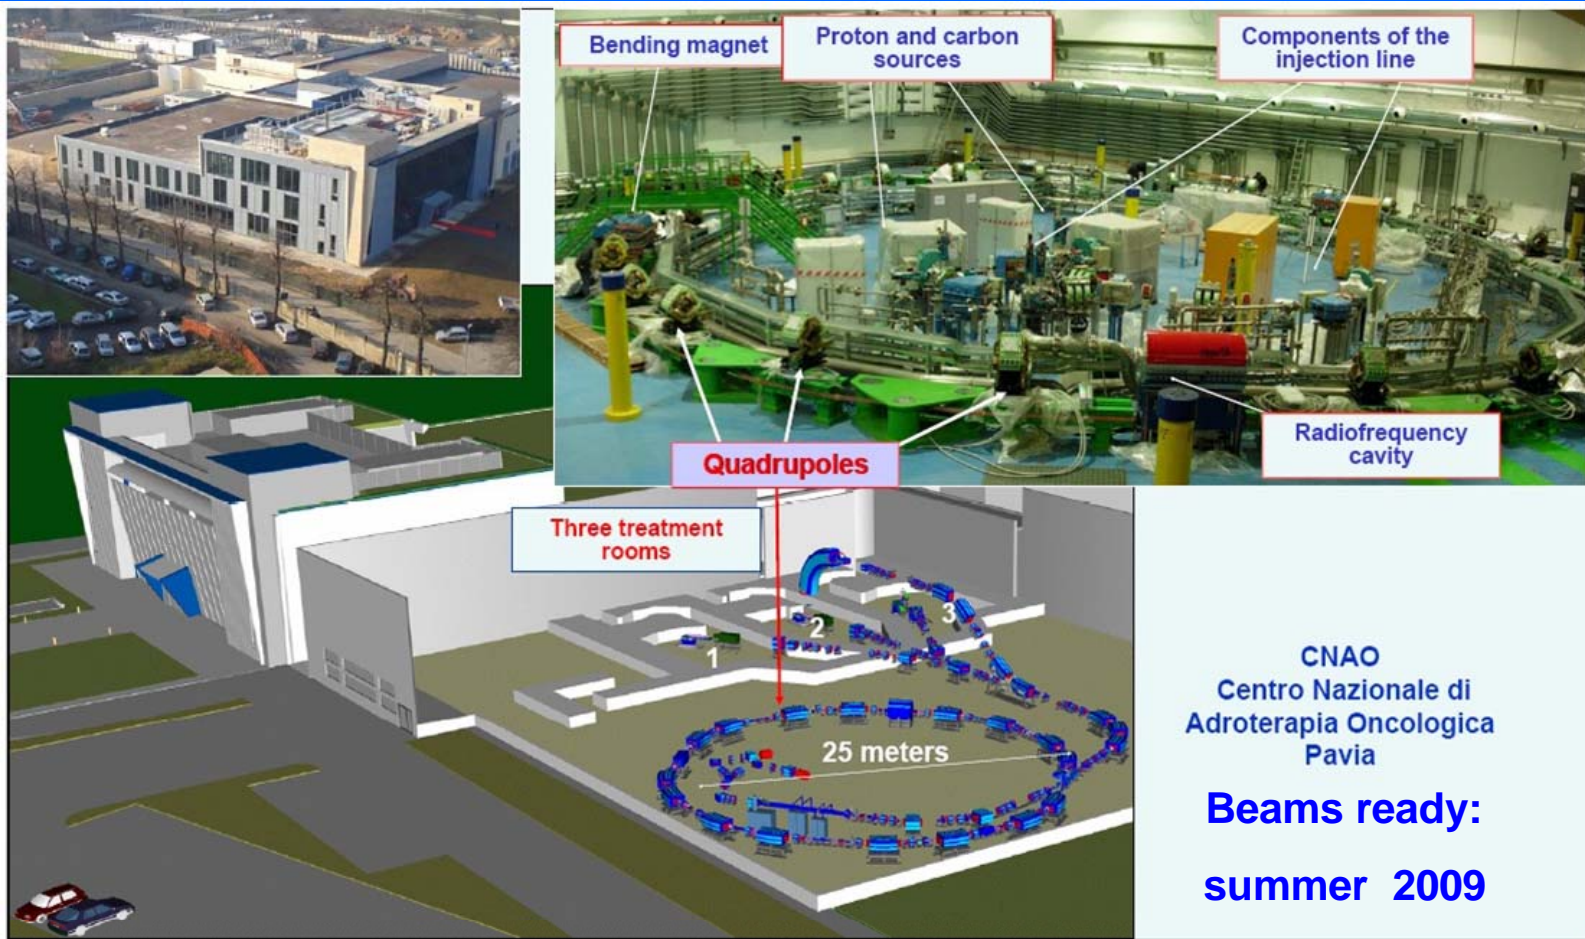 Bending magnet
Proton and carbon
sources
Components of the
injection line
Radiofrequency
cavity
Quadrupoles
Three treatment
rooms
1
2
3
25 meters
CNAO
Centro Nazionale di
Adroterapia Oncologica
Pavia
Beams ready:
summer 2009